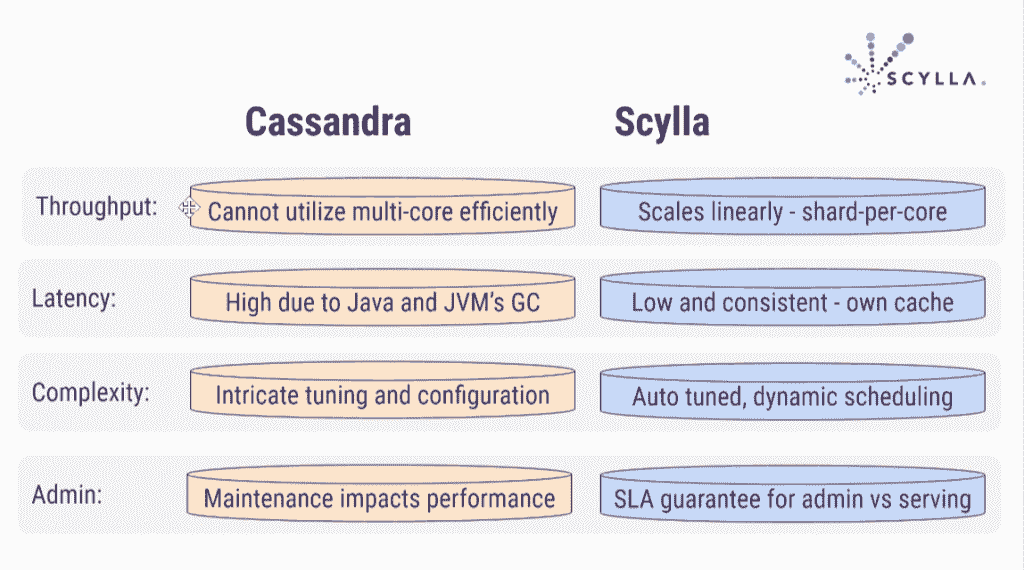 SCYLLA.
Cassandra Scylla
Throughput: Cannot utilize multi-core efficiently Scales linearly - shard-per-core
Latency: High due to Java and JVM's GC Low and consistent - own cache
Complexity: Intricate tuning and configuration Auto tuned, dynamic scheduling
Admin: Maintenance impacts performance SLA guarantee for admin vs serving